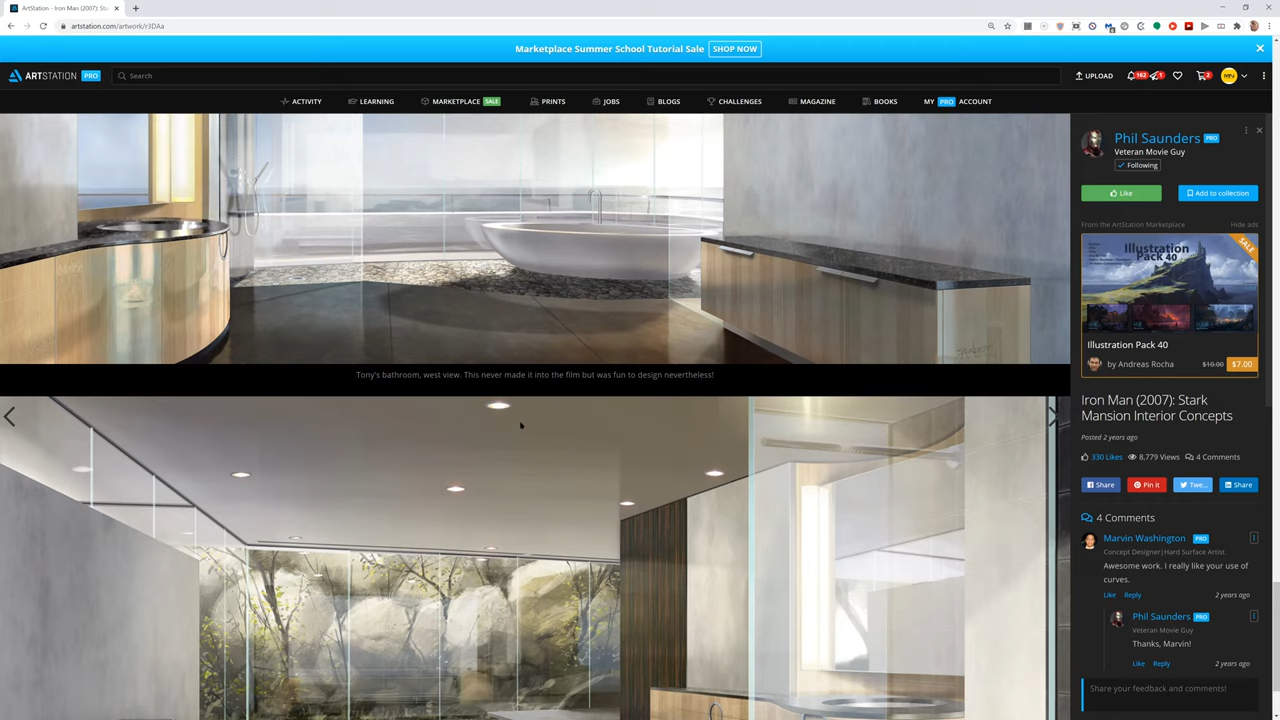 ArtStation - Iron Man (2007): Sta
artstation.com/artwork/r3DAa
Marketplace Summer School Tutorial Sale SHOP NOW
ARTSTATION PRO
Search
UPLOAD
162
1
2
ACTIVITY
LEARNING
MARKETPLACE SALE
PRINTS
JOBS
BLOGS
CHALLENGES
MAGAZINE
BOOKS
MY PRO ACCOUNT
Tony's bathroom, west view. This never made it into the film but was fun to design nevertheless!
Phil Saunders PRO
Veteran Movie Guy
Following
Like
Add to collection
From the ArtStation Marketplace
Hide ads
Illustration
Pack 40
SALE
Illustration Pack 40
by Andreas Rocha
$10.00 $7.00
Iron Man (2007): Stark
Mansion Interior Concepts
Posted 2 years ago
330 Likes 8,779 Views 4 Comments
Share
Pin it
Twe...
Share
4 Comments
Marvin Washington PRO
Concept Designer|Hard Surface Artist
Awesome work. I really like your use of
curves.
Like Reply 2 years ago
Phil Saunders PRO
Veteran Movie Guy
Thanks, Marvin!
Like Reply 2 years ago
Share your feedback and comments!